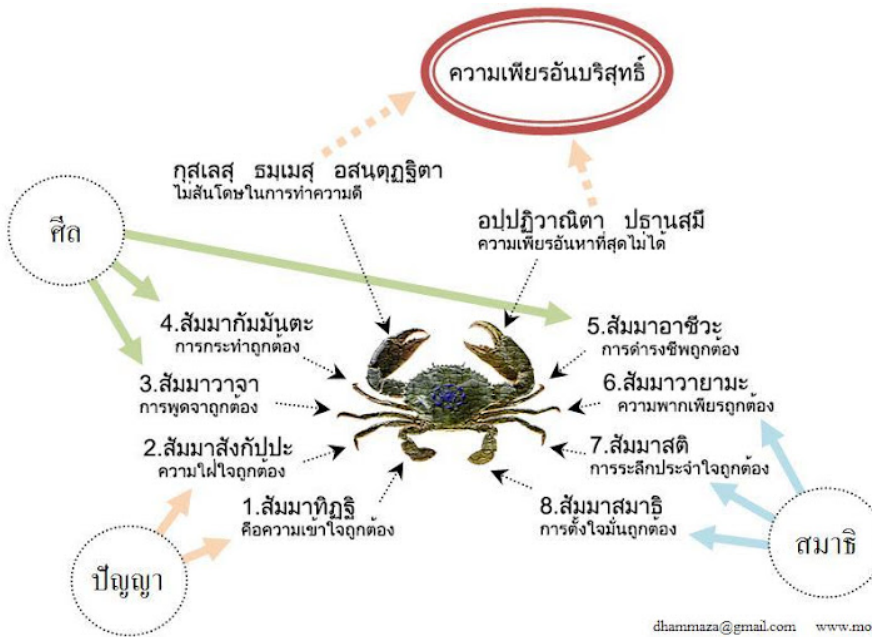 ความเพียรอันบริสุทธิ์
กุสเลสุ ธมฺเมสุ อสนฺตุฏฐิตา
ไม่สันโดษในการทำความดี
ศีล
อปฺปฏิวาณิตา ปธานสฺมึ
ความเพียรอันหาที่สุดไม่ได้
4.สัมมากัมมันตะ
การกระทำถูกต้อง
5.สัมมาอาชีวะ
การดำรงชีพถูกต้อง
3.สัมมาวาจา
การพูดจาถูกต้อง
6.สัมมาวายามะ
ความพากเพียรถูกต้อง
2.สัมมาสังกัปปะ
ความใฝ่ใจถูกต้อง
7.สัมมาสติ
การระลึกประจำใจถูกต้อง
1.สัมมาทิฏฐิ
คือความเข้าใจถูกต้อง
8.สัมมาสมาธิ
การตั้งใจมั่นถูกต้อง
สมาธิ
ปัญญา
dhammaza@gmail.com www.mo